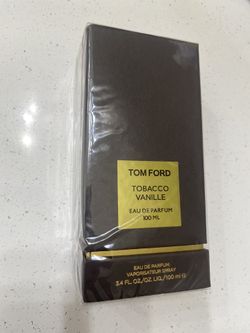 TOM FORD
TOBACCO
VANILLE
EAU DE PARFUM
100 ML
EAU DE PARFUM
VAPORISATEUR SPRAY
3.4 FL. OZ./OZ. LIQ./100 ml ℮